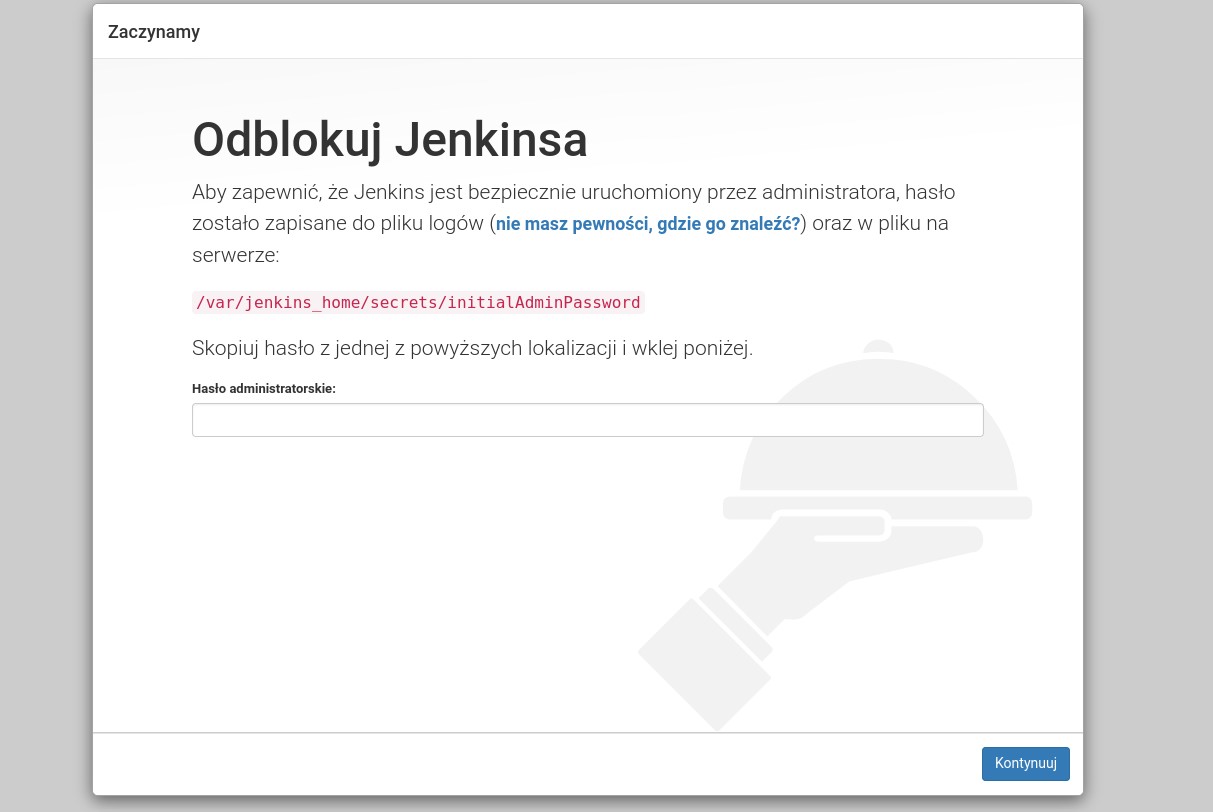 Zaczynamy
Odblokuj Jenkinsa
Aby zapewnić, że Jenkins jest bezpiecznie uruchomiony przez administratora, hasło
zostało zapisane do pliku logów (nie masz pewności, gdzie go znaleźć?) oraz w pliku na
serwerze:
/var/jenkins_home/secrets/initialAdminPassword
Skopiuj hasło z jednej z powyższych lokalizacji i wklej poniżej.
Hasło administratorskie:
Kontynuuj